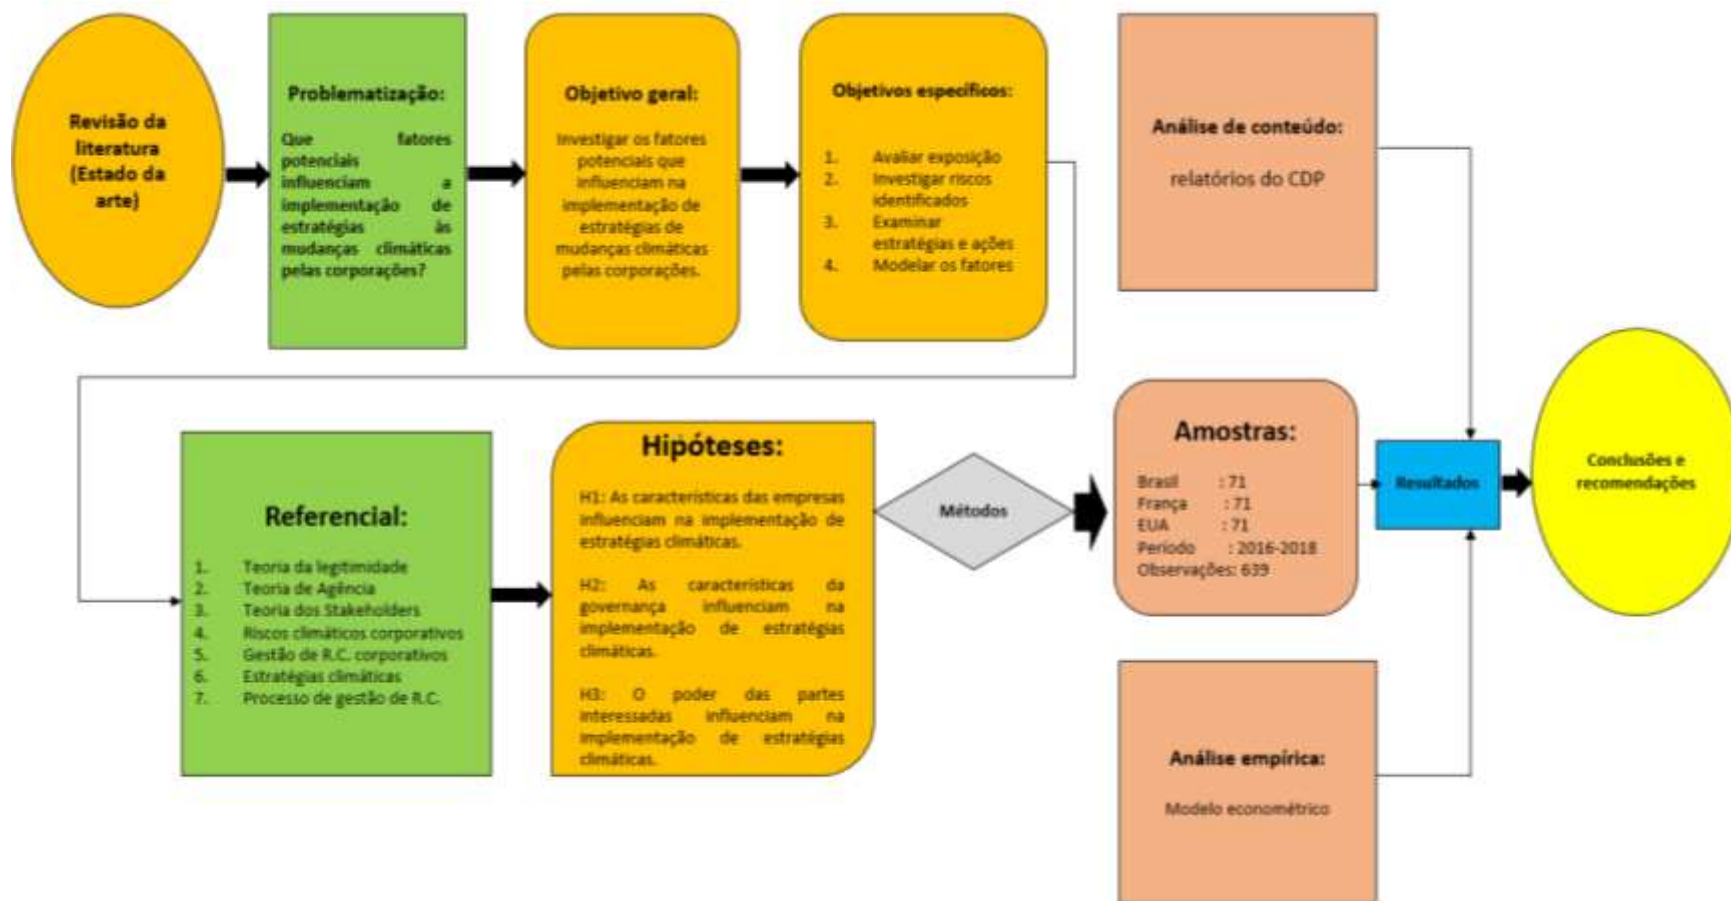 Revisão da
literatura
(Estado da
arte)
Problematização:
Que fatores
potenciais
influenciam a
implementação de
estratégias às
mudanças climáticas
pelas corporações?
Objetivo geral:
Investigar os fatores
potenciais que
influenciam na
implementação de
estratégias de
mudanças climáticas
pelas corporações.
Objetivos específicos:
1. Avaliar exposição
2. Investigar riscos
identificados
3. Examinar
estratégias e ações
4. Modelar os fatores
Análise de conteúdo:
relatórios do CDP
Referencial:
1. Teoria da legitimidade
2. Teoria de Agência
3. Teoria dos Stakeholders
4. Riscos climáticos corporativos
5. Gestão de R.C. corporativos
6. Estratégias climáticas
7. Processo de gestão de R.C.
Hipóteses:
H1: As características das empresas
influenciam na implementação de
estratégias climáticas.
H2: As características da
governança influenciam na
implementação de estratégias
climáticas.
H3: O poder das partes
interessadas influenciam na
implementação de estratégias
climáticas.
Métodos
Amostras:
Brasil : 71
França : 71
EUA : 71
Período : 2016-2018
Observações: 639
Análise empírica:
Modelo econométrico
Resultados
Conclusões e
recomendações